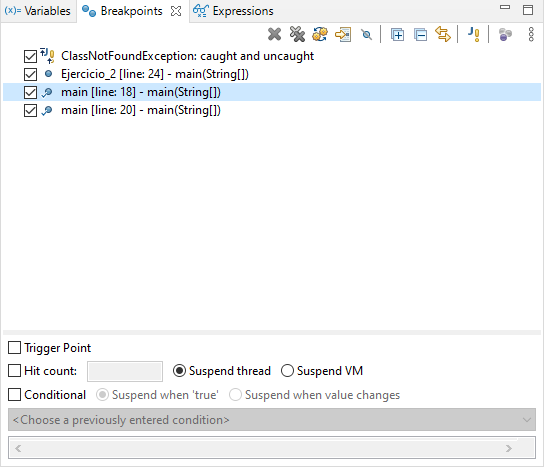 (x)= Variables Breakpoints Expressions
ClassNotFoundException: caught and uncaught
Ejercicio_2 [line: 24] - main(String[])
main [line: 18] - main(String[])
main [line: 20] - main(String[])
Trigger Point
Hit count: Suspend thread Suspend VM
Conditional Suspend when 'true' Suspend when value changes
<Choose a previously entered condition>